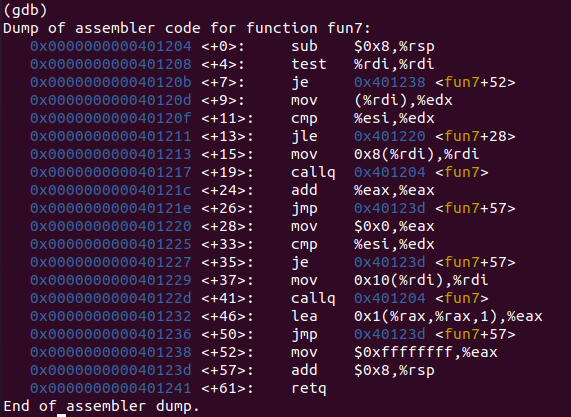 (gdb)
Dump of assembler code for function fun7:
0x0000000000401204 <+0>: sub $0x8,%rsp
0x0000000000401208 <+4>: test %rdi,%rdi
0x000000000040120b <+7>: je 0x401238 <fun7+52>
0x000000000040120d <+9>: mov (%rdi),%edx
0x000000000040120f <+11>: cmp %esi,%edx
0x0000000000401211 <+13>: jle 0x401220 <fun7+28>
0x0000000000401213 <+15>: mov 0x8(%rdi),%rdi
0x0000000000401217 <+19>: callq 0x401204 <fun7>
0x000000000040121c <+24>: add %eax,%eax
0x000000000040121e <+26>: jmp 0x40123d <fun7+57>
0x0000000000401220 <+28>: mov $0x0,%eax
0x0000000000401225 <+33>: cmp %esi,%edx
0x0000000000401227 <+35>: je 0x40123d <fun7+57>
0x0000000000401229 <+37>: mov 0x10(%rdi),%rdi
0x000000000040122d <+41>: callq 0x401204 <fun7>
0x0000000000401232 <+46>: lea 0x1(%rax,%rax,1),%eax
0x0000000000401236 <+50>: jmp 0x40123d <fun7+57>
0x0000000000401238 <+52>: mov $0xffffffff,%eax
0x000000000040123d <+57>: add $0x8,%rsp
0x0000000000401241 <+61>: retq
End of assembler dump.